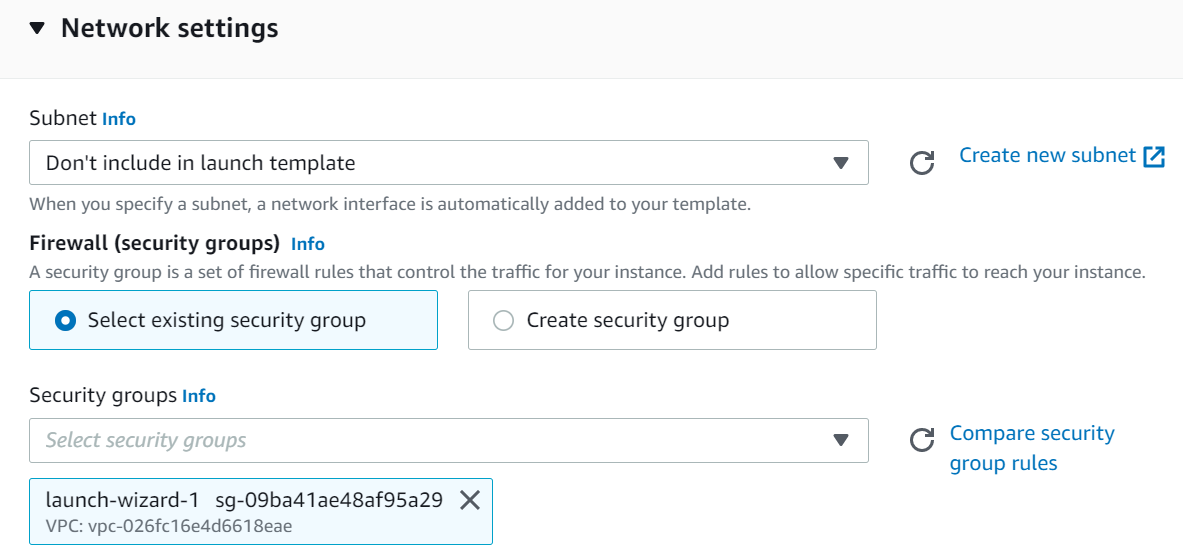 Network settings
Subnet Info
Don't include in launch template
Create new subnet
When you specify a subnet, a network interface is automatically added to your template.
Firewall (security groups) Info
A security group is a set of firewall rules that control the traffic for your instance. Add rules to allow specific traffic to reach your instance.
Select existing security group
Create security group
Security groups Info
Select security groups
Compare security
group rules
launch-wizard-1 sg-09ba41ae48af95a29
VPC: vpc-026fc16e4d6618eae